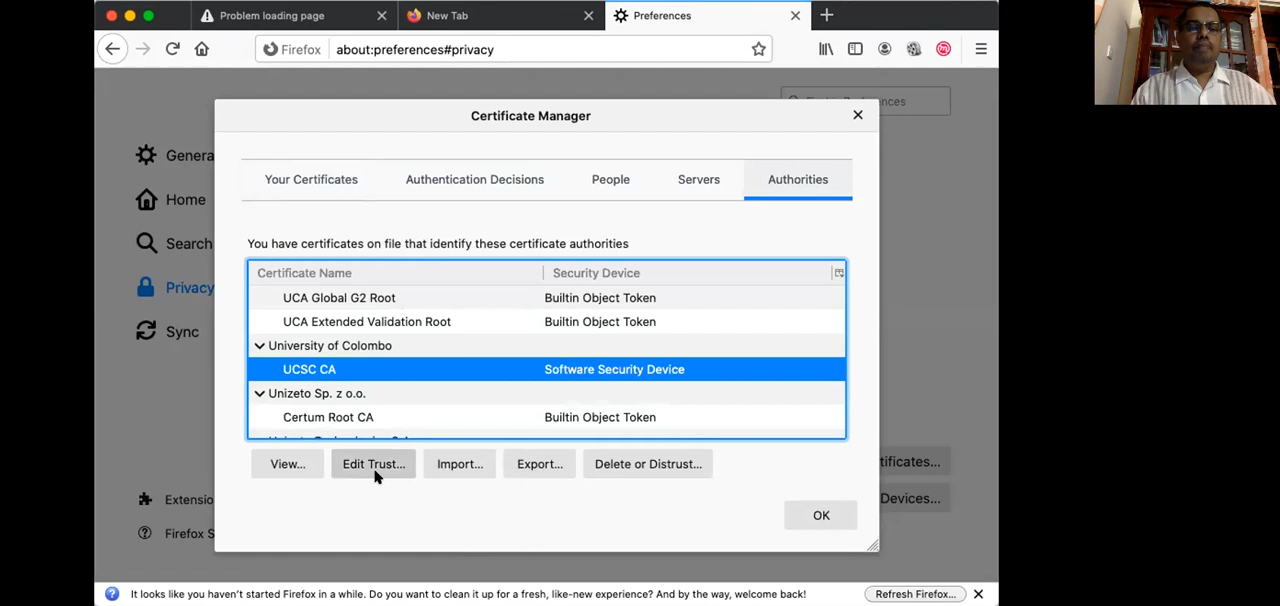 Problem loading page
New Tab
Preferences
Firefox
about:preferences#privacy
Certificate Manager
Genera
Home
Search
Privacy
Sync
Extensio
Firefox S
Your Certificates
Authentication Decisions
People
Servers
Authorities
You have certificates on file that identify these certificate authorities
Certificate Name
Security Device
UCA Global G2 Root
Builtin Object Token
UCA Extended Validation Root
Builtin Object Token
University of Colombo
UCSC CA
Software Security Device
Unizeto Sp. z o.o.
Certum Root CA
Builtin Object Token
View...
Edit Trust...
Import...
Export...
Delete or Distrust...
OK
tificates...
Devices...
It looks like you haven't started Firefox in a while. Do you want to clean it up for a fresh, like-new experience? And by the way, welcome back!
Refresh Firefox...